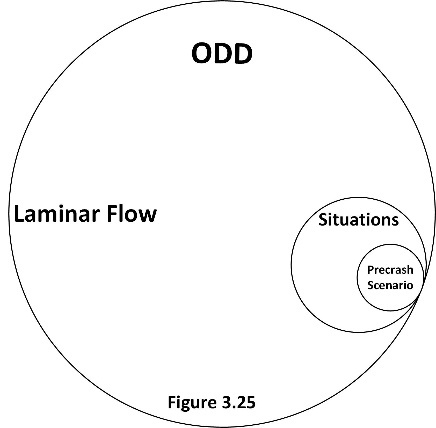 ODD
Laminar Flow
Situations
Precrash
Scenario
Figure 3.25